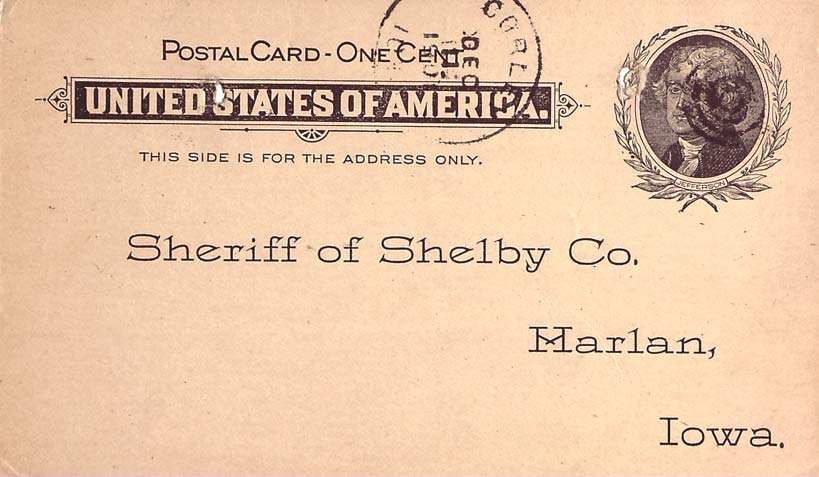 POSTAL CARD - ONE CENT
UNITED STATES OF AMERICA.
THIS SIDE IS FOR THE ADDRESS ONLY.
JEFFERSON
DEC
Sheriff of Shelby Co.
Harlan,
Iowa.